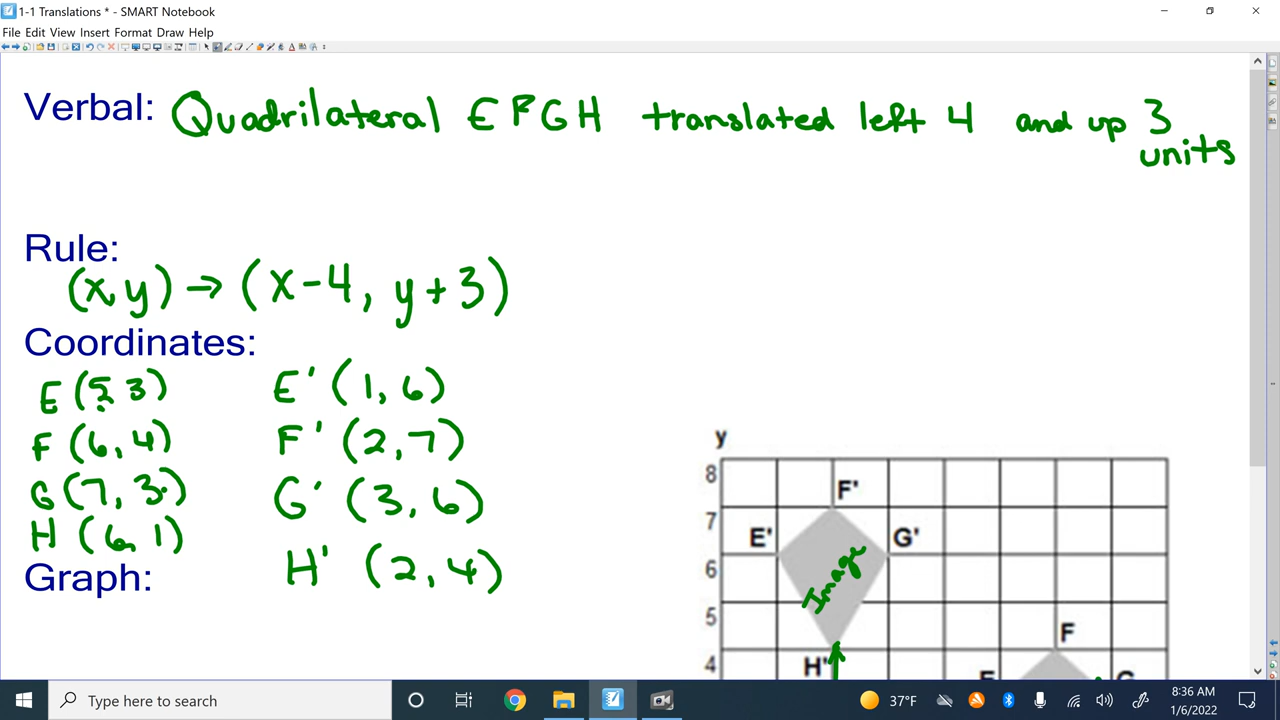 1-1 Translations * - SMART Notebook
File Edit View Insert Format Draw Help
Verbal: Quadrilateral EFGH translated left 4 and up 3
units
Rule:
(x,y) → (x-4, y+3)
Coordinates:
E (5, 3) E' (1, 6)
F (6, 4) F' (2, 7)
G (7, 3) G' (3, 6)
H (6, 1) H' (2, 4)
Graph:
y
8
F'
7
E' G'
6
Image
5
F
4
H'
E G
Type here to search
37°F
8:36 AM
1/6/2022